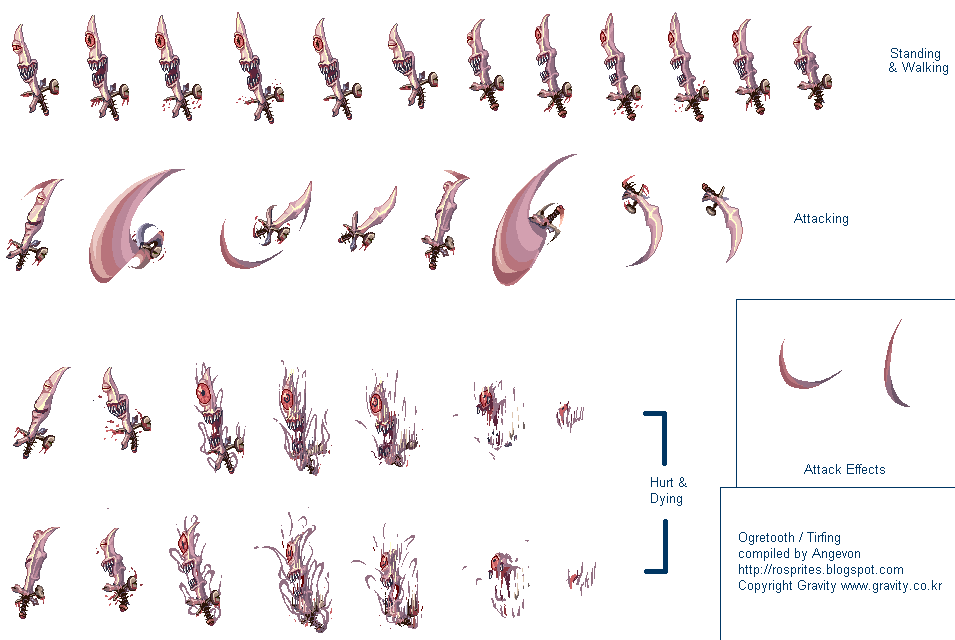 Standing
& Walking
Attacking
Attack Effects
Hurt &
Dying
Ogretooth / Tirfing
compiled by Angevon
http://rosprites.blogspot.com
Copyright Gravity www.gravity.co.kr